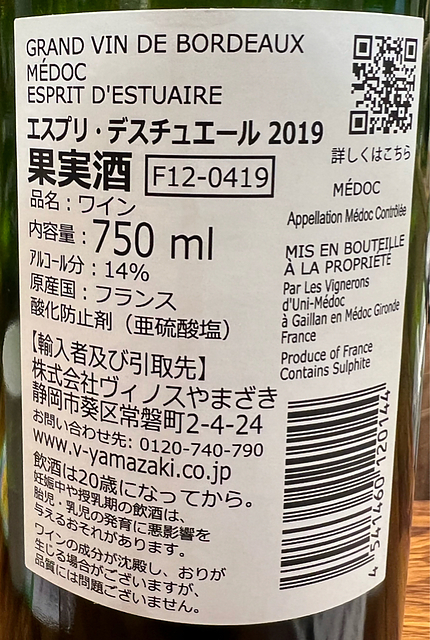 GRAND VIN DE BORDEAUX
MÉDOC
ESPRIT D'ESTUAIRE
エスプリ・デスチュエール 2019
果実酒 F12-0419
品名：ワイン
内容量：750 ml
アルコール分：14%
原産国：フランス
酸化防止剤（亜硫酸塩）
【輸入者及び引取先】
株式会社ヴィノスやまざき
静岡市葵区常磐町2-4-24
お問い合わせ先: 0120-740-790
www.v-yamazaki.co.jp
飲酒は20歳になってから。
妊娠中や授乳期の飲酒は、
胎児・乳児の発育に悪影響を
与えるおそれがあります。
ワインの成分が沈殿し、おりが
生じる場合がございますが、
品質には問題ございません。
詳しくはこちら
MÉDOC
Appellation Médoc Contrôlée
MIS EN BOUTEILLE
À LA PROPRIÉTÉ
Par Les Vignerons
d'Uni-Médoc
à Gaillan en Médoc Gironde
France
Produce of France
Contains Sulphite
4 541460 120144